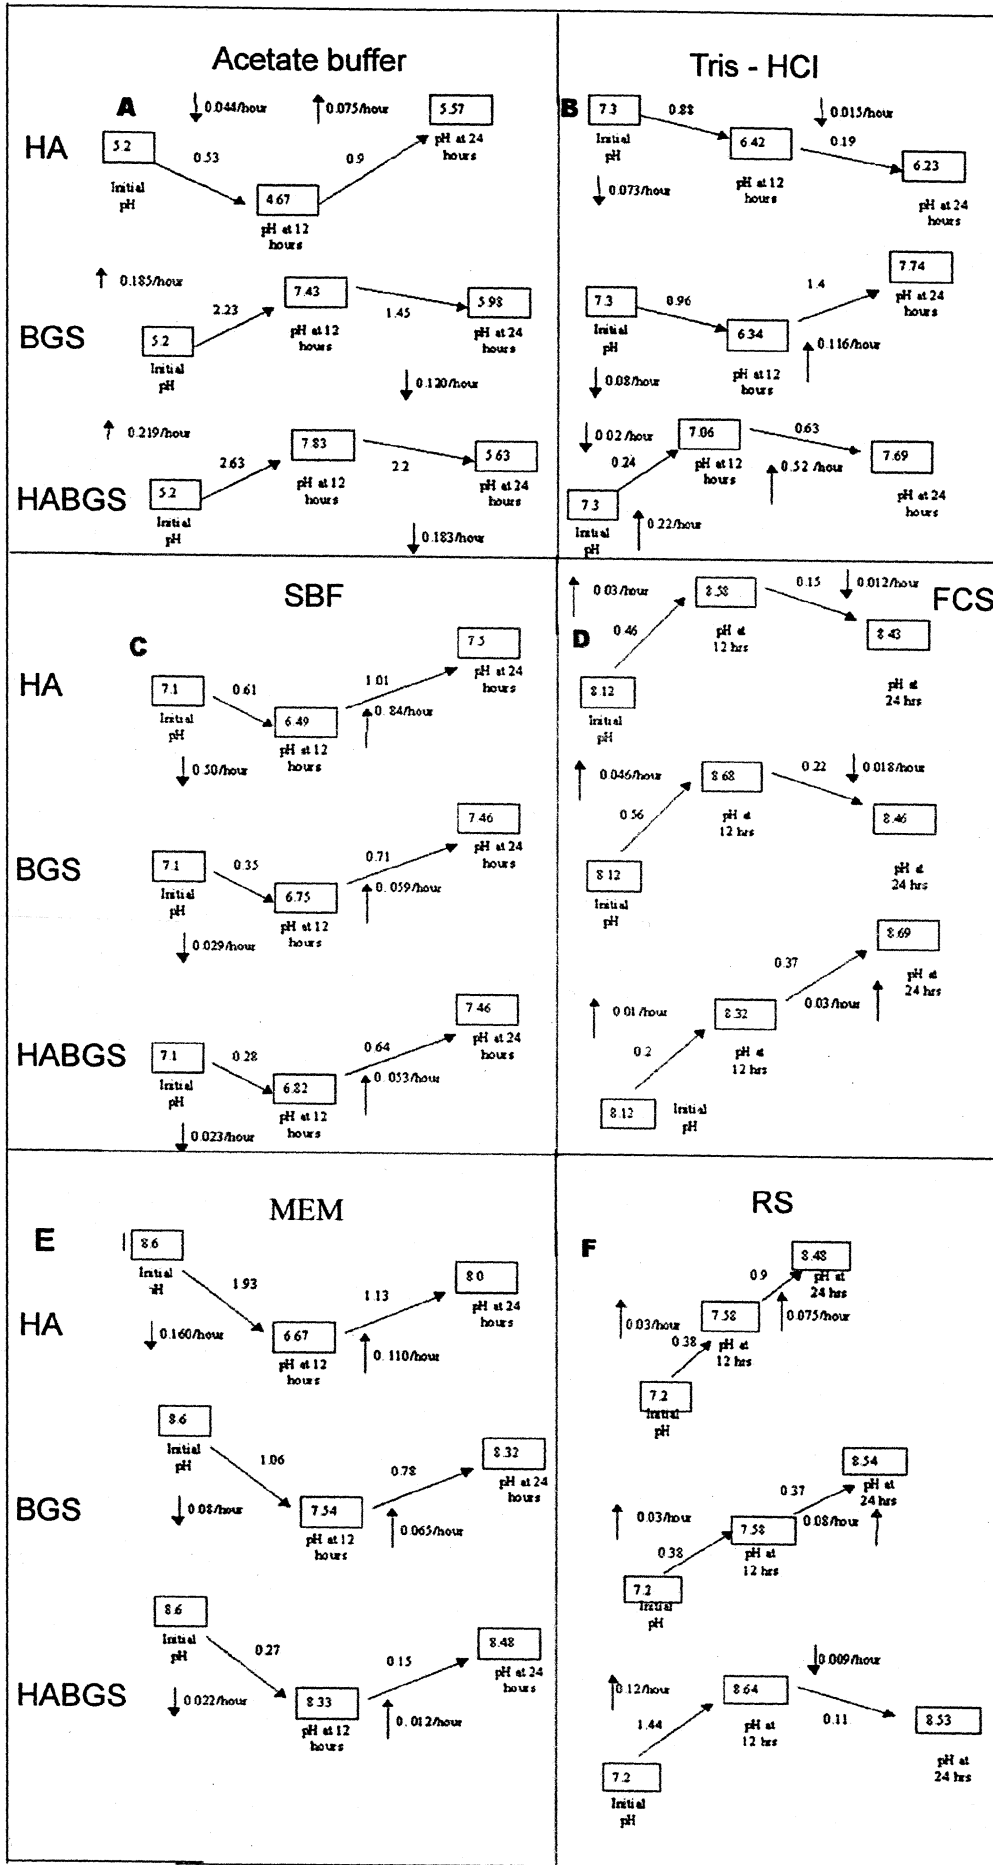 Acetate buffer
A
0.044/hour
0.075/hour
5.57
pH at 24
hours
HA
5.2
Initial
pH
0.53
0.9
4.67
pH at 12
hours
0.185/hour
BGS
5.2
Initial
pH
2.23
7.43
pH at 12
hours
1.45
5.98
pH at 24
hours
0.120/hour
0.219/hour
HABGS
5.2
Initial
pH
2.63
7.83
pH at 12
hours
2.2
5.63
pH at 24
hours
0.183/hour
Tris - HCI
B
7.3
Initial
pH
0.88
0.015/hour
6.42
pH at 12
hours
0.19
6.23
pH at 24
hours
0.073/hour
7.3
Initial
pH
0.96
6.34
pH at 12
hours
1.4
7.74
pH at 24
hours
0.116/hour
0.08/hour
0.02/hour
0.24
7.3
Initial
pH
0.22/hour
7.06
pH at 12
hours
0.63
0.52 /hour
7.69
pH at 24
hours
SBF
C
HA
7.1
Initial
pH
0.61
6.49
pH at 12
hours
1.01
7.5
pH at 24
hours
0.84/hour
0.50/hour
BGS
7.1
Initial
pH
0.35
6.75
pH at 12
hours
0.71
7.46
pH at 24
hours
0.059/hour
0.029/hour
HABGS
7.1
Initial
pH
0.28
6.82
pH at 12
hours
0.64
7.46
pH at 24
hours
0.053/hour
0.023/hour
FCS
D
0.03/hour
0.46
8.12
Initial
pH
8.58
pH at
12 hrs
0.15
0.012/hour
8.43
pH at
24 hrs
0.046/hour
0.56
8.12
Initial
pH
8.68
pH at
12 hrs
0.22
0.018/hour
8.46
pH at
24 hrs
0.01/hour
0.2
8.12
Initial
pH
8.32
pH at
12 hrs
0.37
0.03/hour
8.69
pH at
24 hrs
MEM
E
HA
8.6
Initial
pH
1.93
0.160/hour
6.67
pH at 12
hours
1.13
0.110/hour
8.0
pH at 24
hours
BGS
8.6
Initial
pH
1.06
0.08/hour
7.54
pH at 12
hours
0.78
0.065/hour
8.32
pH at 24
hours
HABGS
8.6
Initial
pH
0.27
0.022/hour
8.33
pH at 12
hours
0.15
0.012/hour
8.48
pH at 24
hours
RS
F
0.03/hour
0.38
7.2
Initial
pH
7.58
pH at
12 hrs
0.9
0.075/hour
8.48
pH at
24 hrs
0.03/hour
0.38
7.2
Initial
pH
7.58
pH at
12 hrs
0.37
0.08/hour
8.54
pH at
24 hrs
0.12/hour
1.44
7.2
Initial
pH
8.64
pH at
12 hrs
0.009/hour
0.11
8.53
pH at
24 hrs